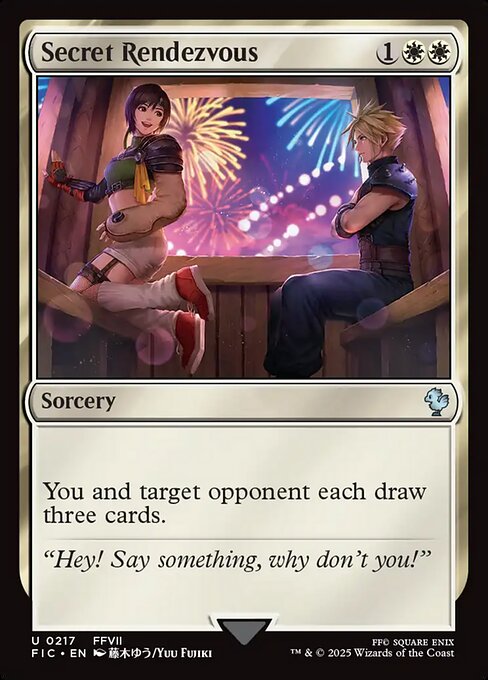 Secret Rendezvous 1
Sorcery
You and target opponent each draw
three cards.
“Hey! Say something, why don’t you!”
U 0217 FFVII
FIC • EN 藤木ゆう/Yuu Fujiki
FF© SQUARE ENIX
™ & © 2025 Wizards of the Coast